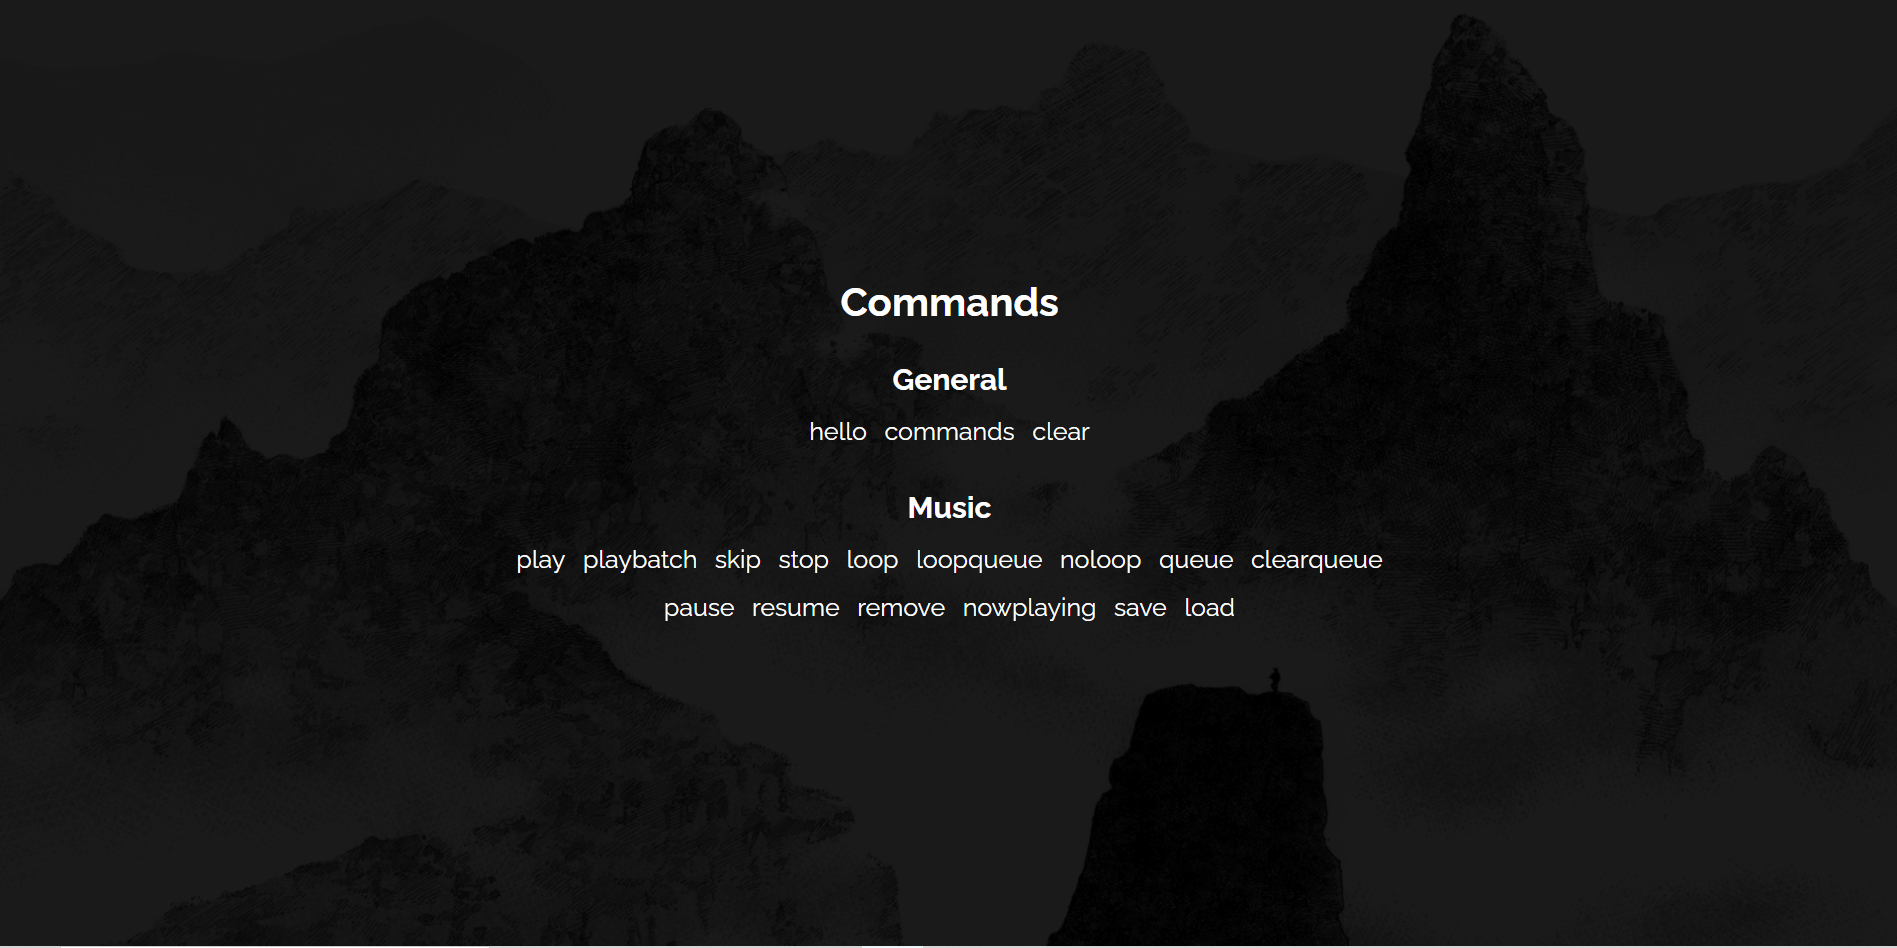 Commands
General
hello commands clear
Music
play playbatch skip stop loop loopqueue noloop queue clearqueue
pause resume remove nowplaying save load